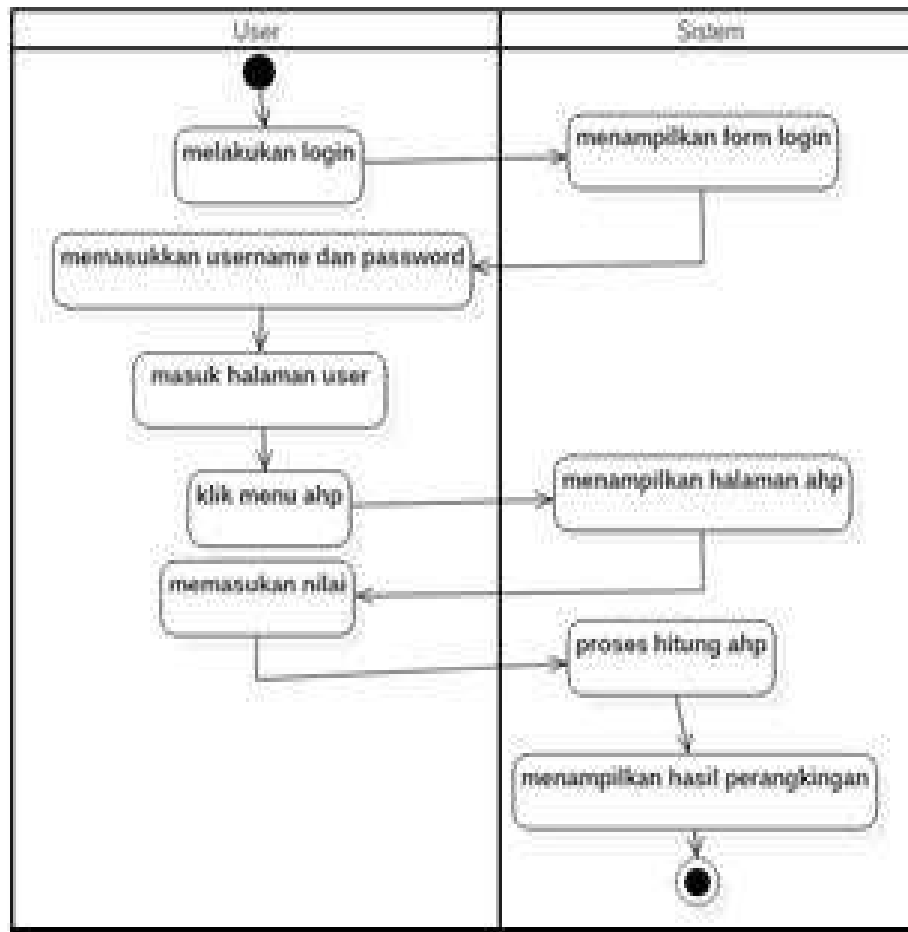 User
Sistem
melakukan login
menampilkan form login
memasukkan username dan password
masuk halaman user
klik menu ahp
menampilkan halaman ahp
memasukan nilai
proses hitung ahp
menampilkan hasil perangkingan